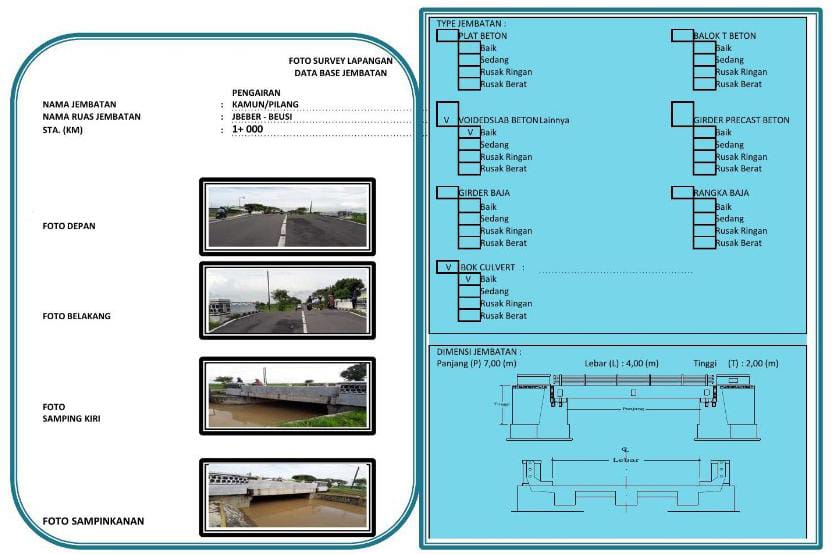 FOTO SURVEY LAPANGAN
DATA BASE JEMBATAN
PENGAIRAN
NAMA JEMBATAN : KAMUN/PILANG
NAMA RUAS JEMBATAN : JBEBER - BEUSI
STA. (KM) : 1+ 000
FOTO DEPAN
FOTO BELAKANG
FOTO
SAMPING KIRI
FOTO SAMPINKANAN
TYPE JEMBATAN :
PLAT BETON
Baik
Sedang
Rusak Ringan
Rusak Berat
BALOK T BETON
Baik
Sedang
Rusak Ringan
Rusak Berat
V VOIDEDSLAB BETONLainnya
V Baik
Sedang
Rusak Ringan
Rusak Berat
GIRDER PRECAST BETON
Baik
Sedang
Rusak Ringan
Rusak Berat
GIRDER BAJA
Baik
Sedang
Rusak Ringan
Rusak Berat
RANGKA BAJA
Baik
Sedang
Rusak Ringan
Rusak Berat
V BOK CULVERT :
V Baik
Sedang
Rusak Ringan
Rusak Berat
DIMENSI JEMBATAN :
Panjang (P) 7,00 (m) Lebar (L) : 4,00 (m) Tinggi (T) : 2,00 (m)
Tinggi
Panjang
Lebar